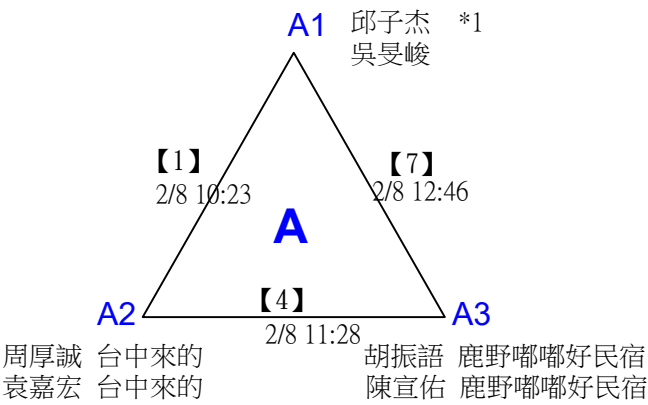 A1 邱子杰 *1
吳旻峻
【1】
2/8 10:23
【7】
2/8 12:46
A
【4】
2/8 11:28
A2
周厚誠 台中來的
袁嘉宏 台中來的
A3
胡振語 鹿野嘟嘟好民宿
陳宣佑 鹿野嘟嘟好民宿